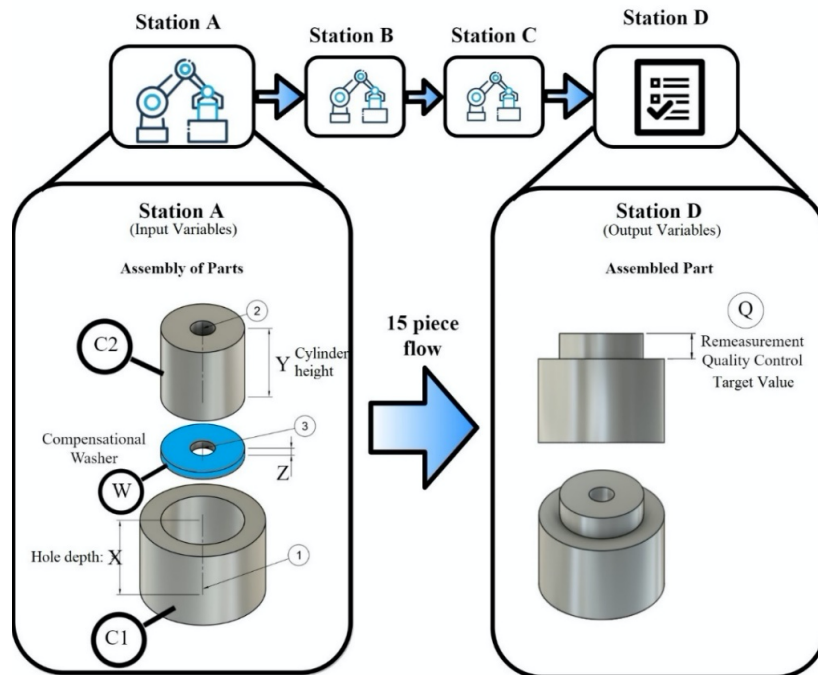 Station A
Station B
Station C
Station D
Station A
(Input Variables)
Assembly of Parts
2
C2
Y
Cylinder
height
Compensational
Washer
3
W
Z
Hole depth: X
1
C1
15 piece
flow
Station D
(Output Variables)
Assembled Part
Q
Remeasurement
Quality Control
Target Value